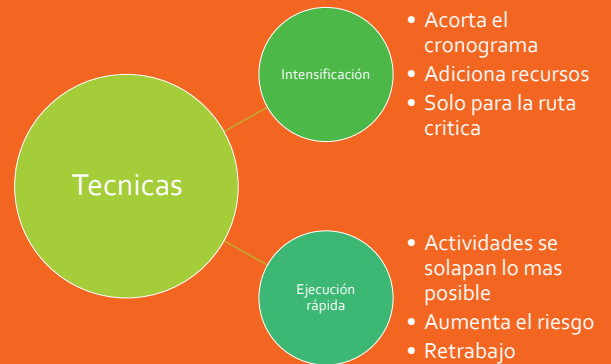 Tecnicas
Intensificación
• Acorta el
cronograma
• Adiciona recursos
• Solo para la ruta
critica
Ejecución
rápida
• Actividades se
solapan lo mas
posible
• Aumenta el riesgo
• Retrabajo